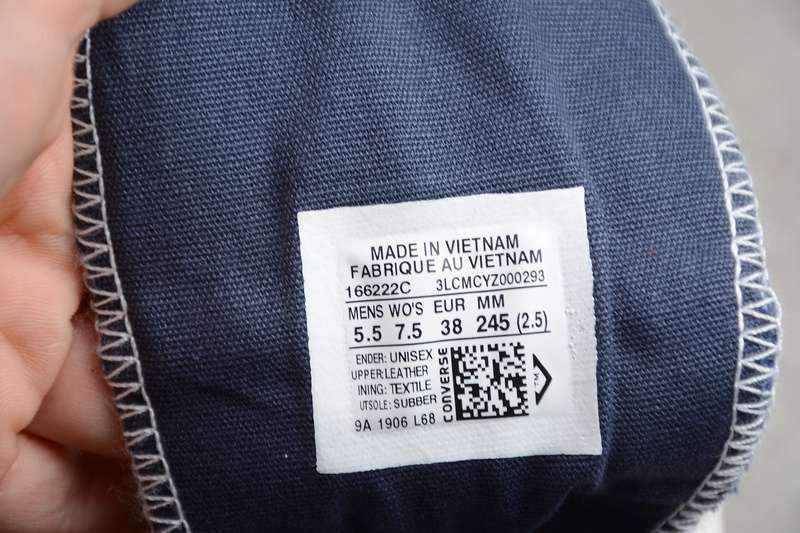 MADE IN VIETNAM
FABRIQUE AU VIETNAM
166222C 3LCMCYZ000293
MENS WO'S EUR MM
5.5 7.5 38 245 (2.5)
ENDER: UNISEX
UPPER:LEATHER
INING: TEXTILE
UTSOLE: SUBBER
9A 1906 L68
CONVERSE
TM